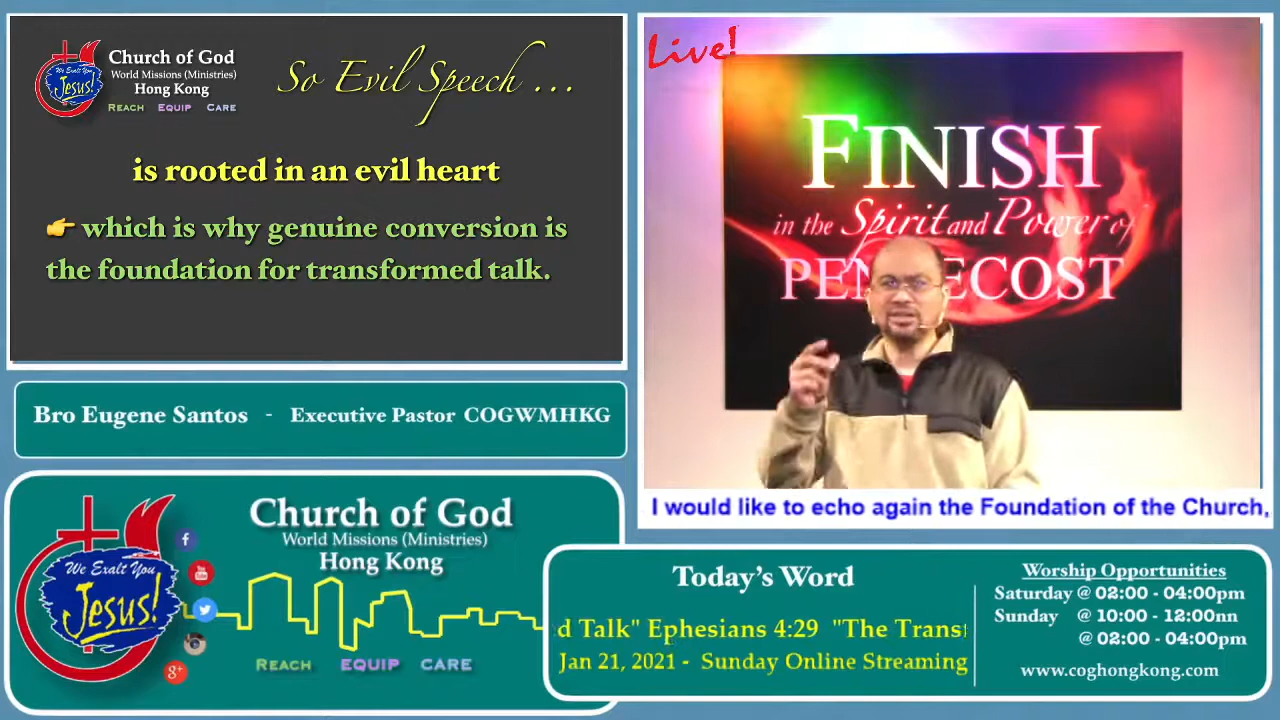 Church of God
World Missions (Ministries)
Hong Kong
REACH EQUIP CARE
We Exalt You
Jesus!
So Evil Speech ...
is rooted in an evil heart
👉 which is why genuine conversion is
the foundation for transformed talk.
Live!
FINISH
in the Spirit and Power of
PENTECOST
I would like to echo again the Foundation of the Church,
Bro Eugene Santos - Executive Pastor COGWMHKG
We Exalt You
Jesus!
Church of God
World Missions (Ministries)
Hong Kong
REACH EQUIP CARE
Today's Word
d Talk" Ephesians 4:29 "The Trans
Jan 21, 2021 - Sunday Online Streaming
Worship Opportunities
Saturday @ 02:00 - 04:00pm
Sunday @ 10:00 - 12:00nn
@ 02:00 - 04:00pm
www.coghongkong.com